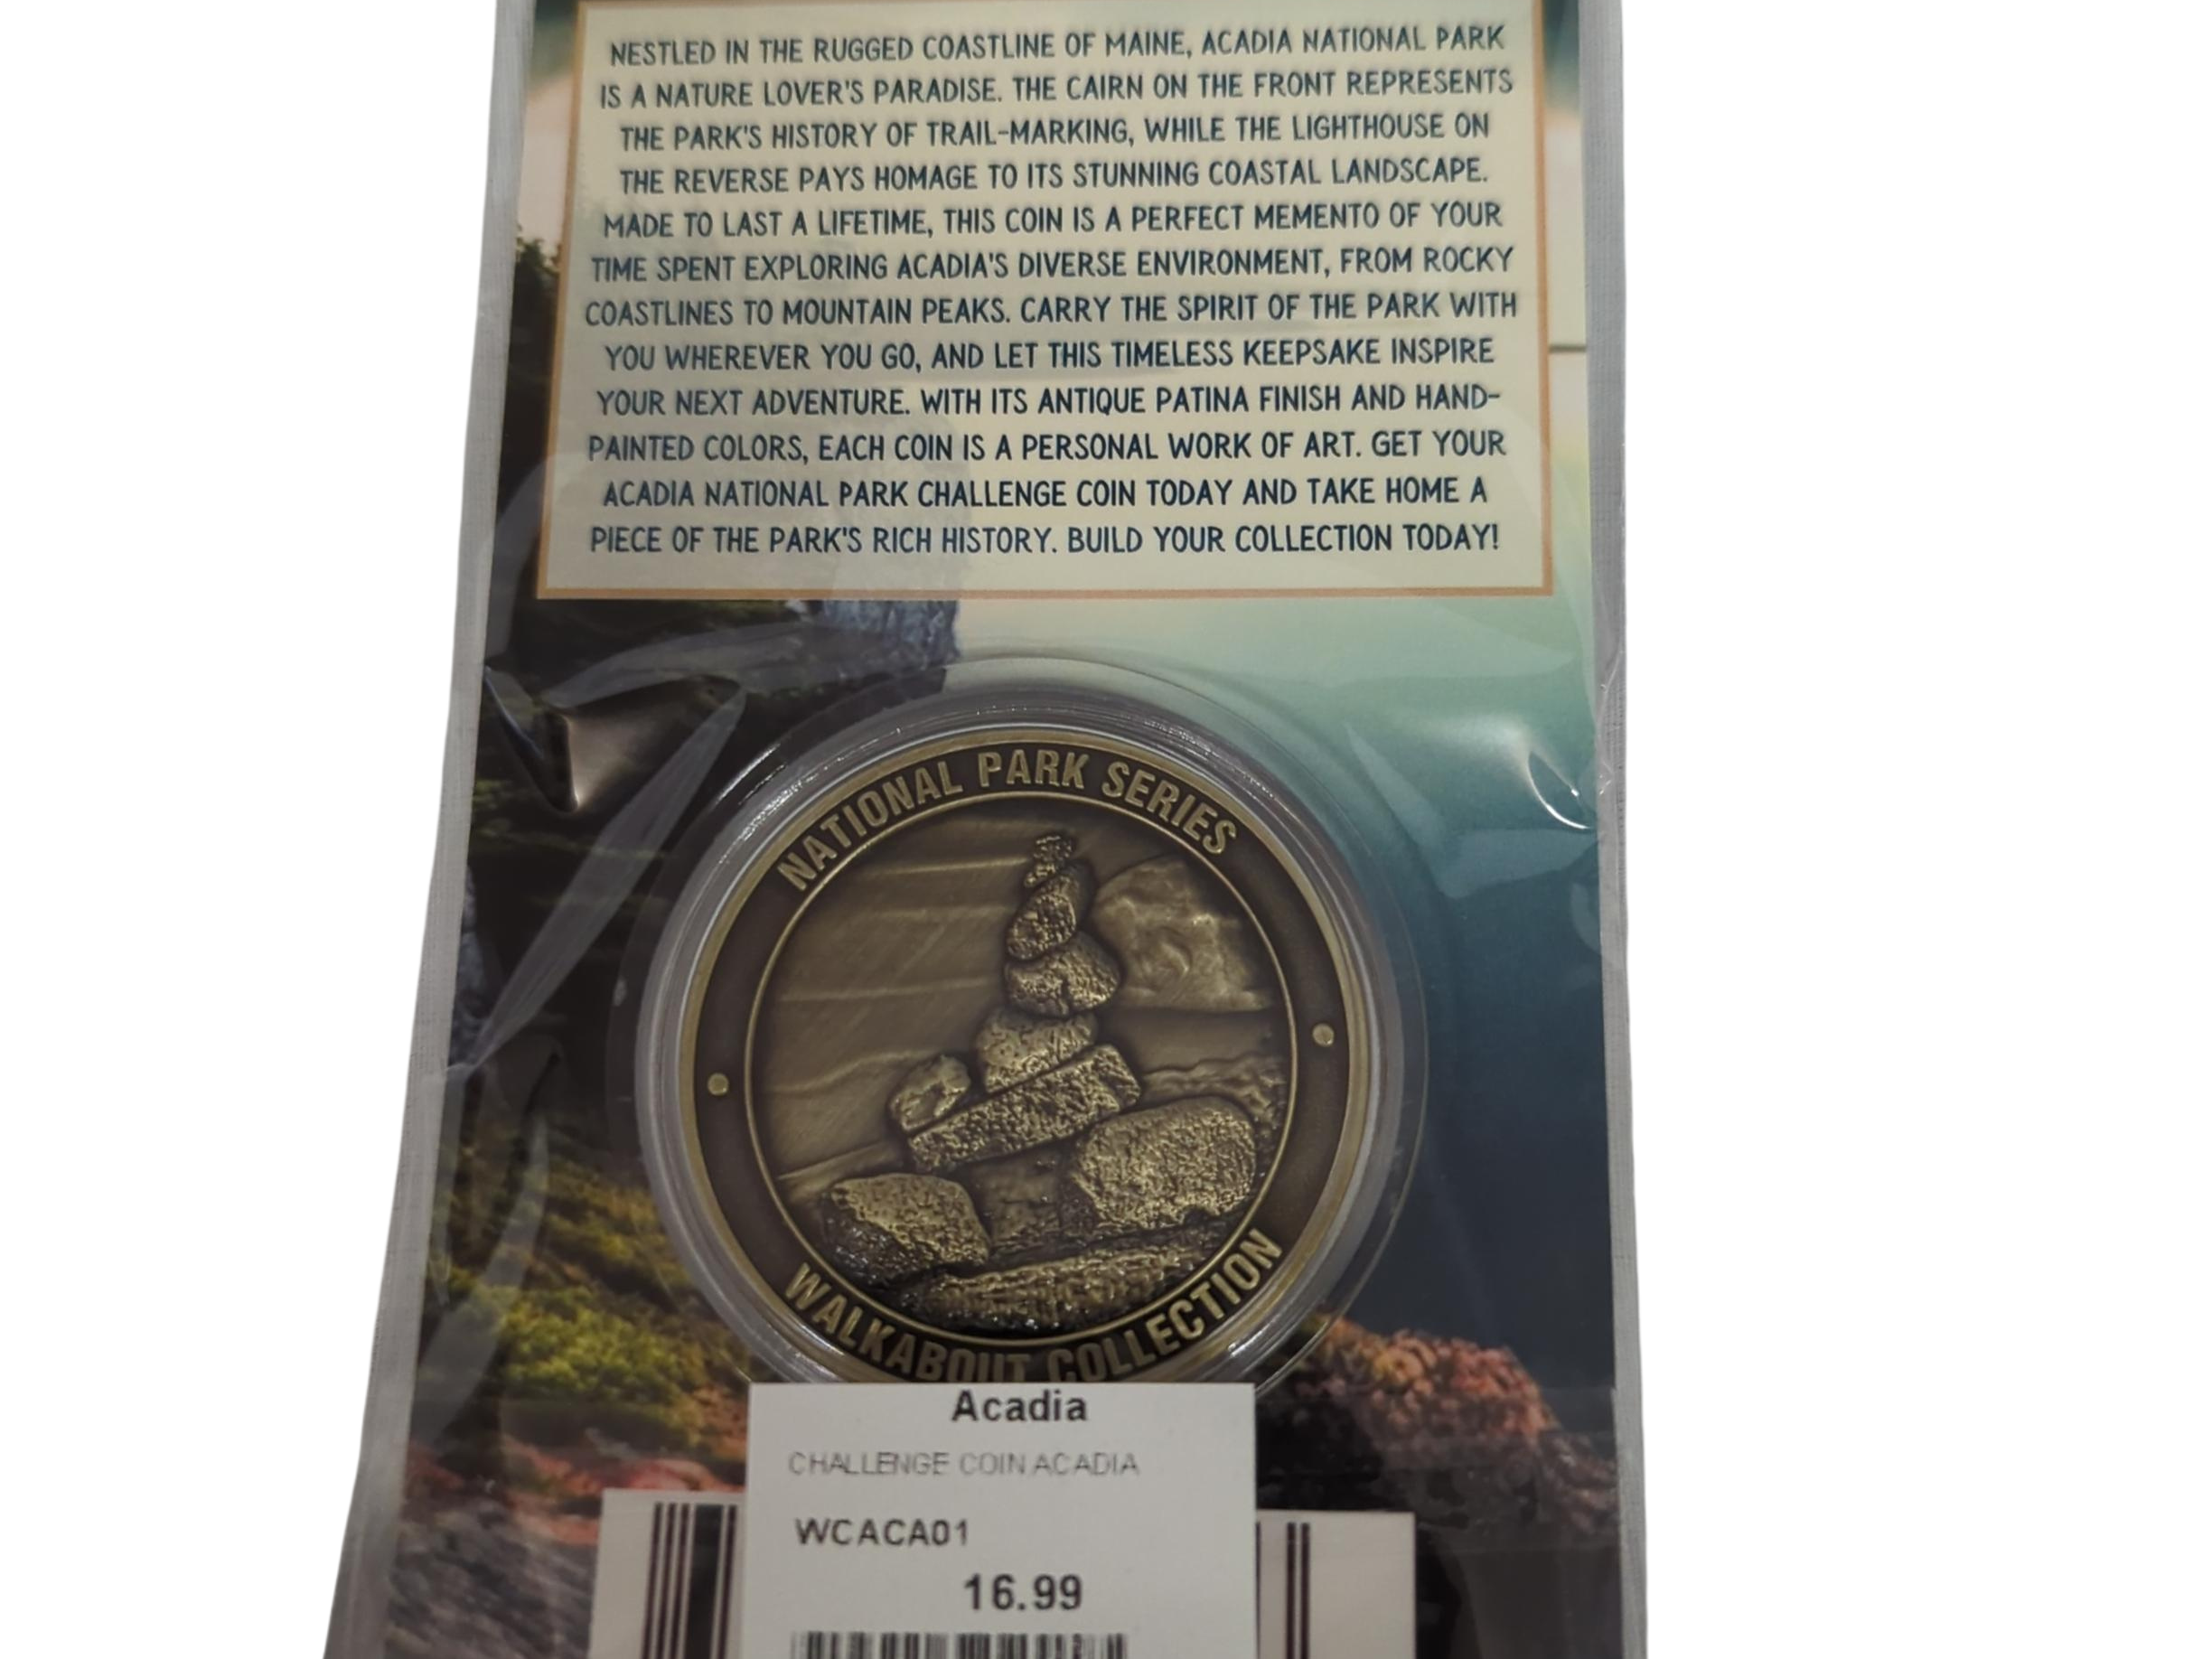 NESTLED IN THE RUGGED COASTLINE OF MAINE, ACADIA NATIONAL PARK
IS A NATURE LOVER'S PARADISE. THE CAIRN ON THE FRONT REPRESENTS
THE PARK'S HISTORY OF TRAIL-MARKING, WHILE THE LIGHTHOUSE ON
THE REVERSE PAYS HOMAGE TO ITS STUNNING COASTAL LANDSCAPE.
MADE TO LAST A LIFETIME, THIS COIN IS A PERFECT MEMENTO OF YOUR
TIME SPENT EXPLORING ACADIA'S DIVERSE ENVIRONMENT, FROM ROCKY
COASTLINES TO MOUNTAIN PEAKS. CARRY THE SPIRIT OF THE PARK WITH
YOU WHEREVER YOU GO, AND LET THIS TIMELESS KEEPSAKE INSPIRE
YOUR NEXT ADVENTURE. WITH ITS ANTIQUE PATINA FINISH AND HAND-
PAINTED COLORS, EACH COIN IS A PERSONAL WORK OF ART. GET YOUR
ACADIA NATIONAL PARK CHALLENGE COIN TODAY AND TAKE HOME A
PIECE OF THE PARK'S RICH HISTORY. BUILD YOUR COLLECTION TODAY!
NATIONAL PARK SERIES
WALKABOUT COLLECTION
Acadia
CHALLENGE COIN ACADIA
WCACA01
16.99